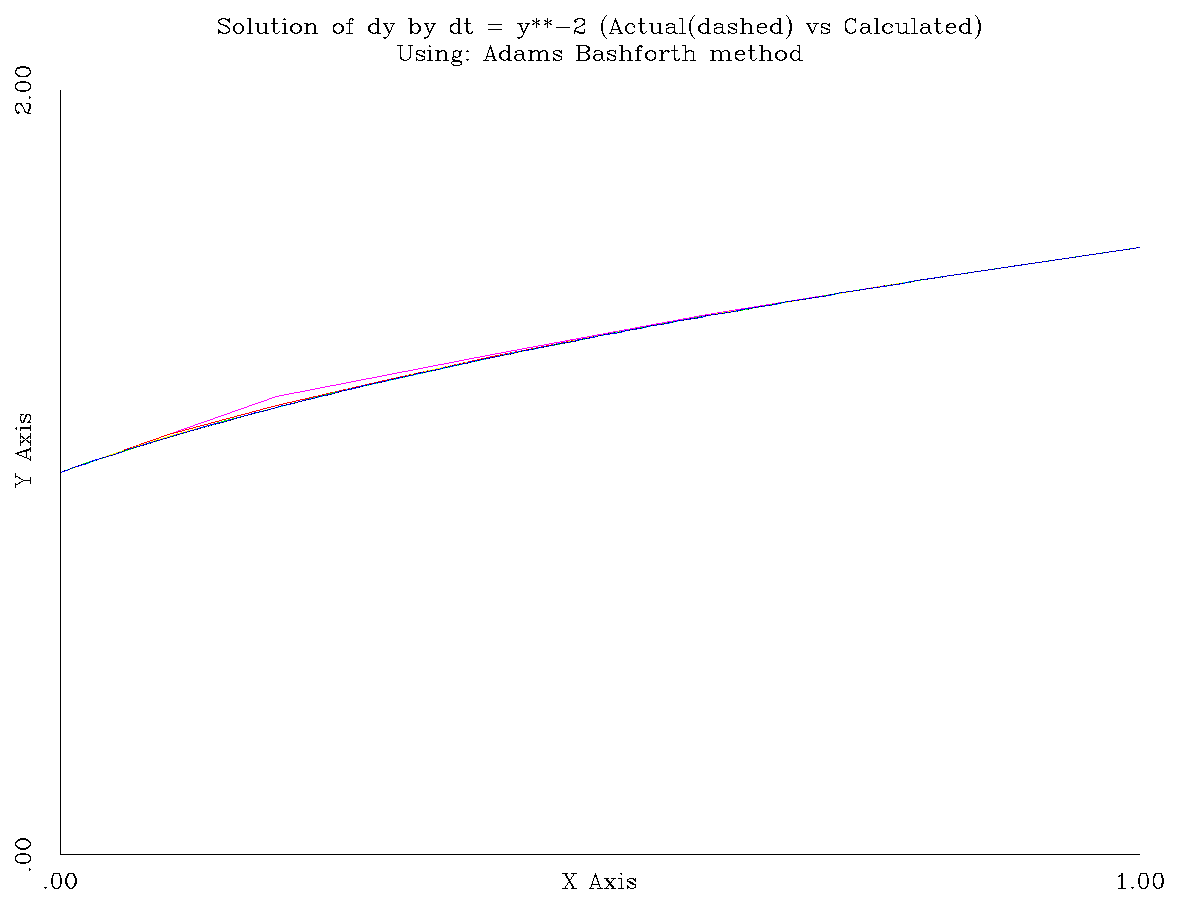 Solution of dy by dt = y**-2 (Actual(dashed) vs Calculated)
Using: Adams Bashforth method
2.00
Y Axis
.00
.00
X Axis
1.00